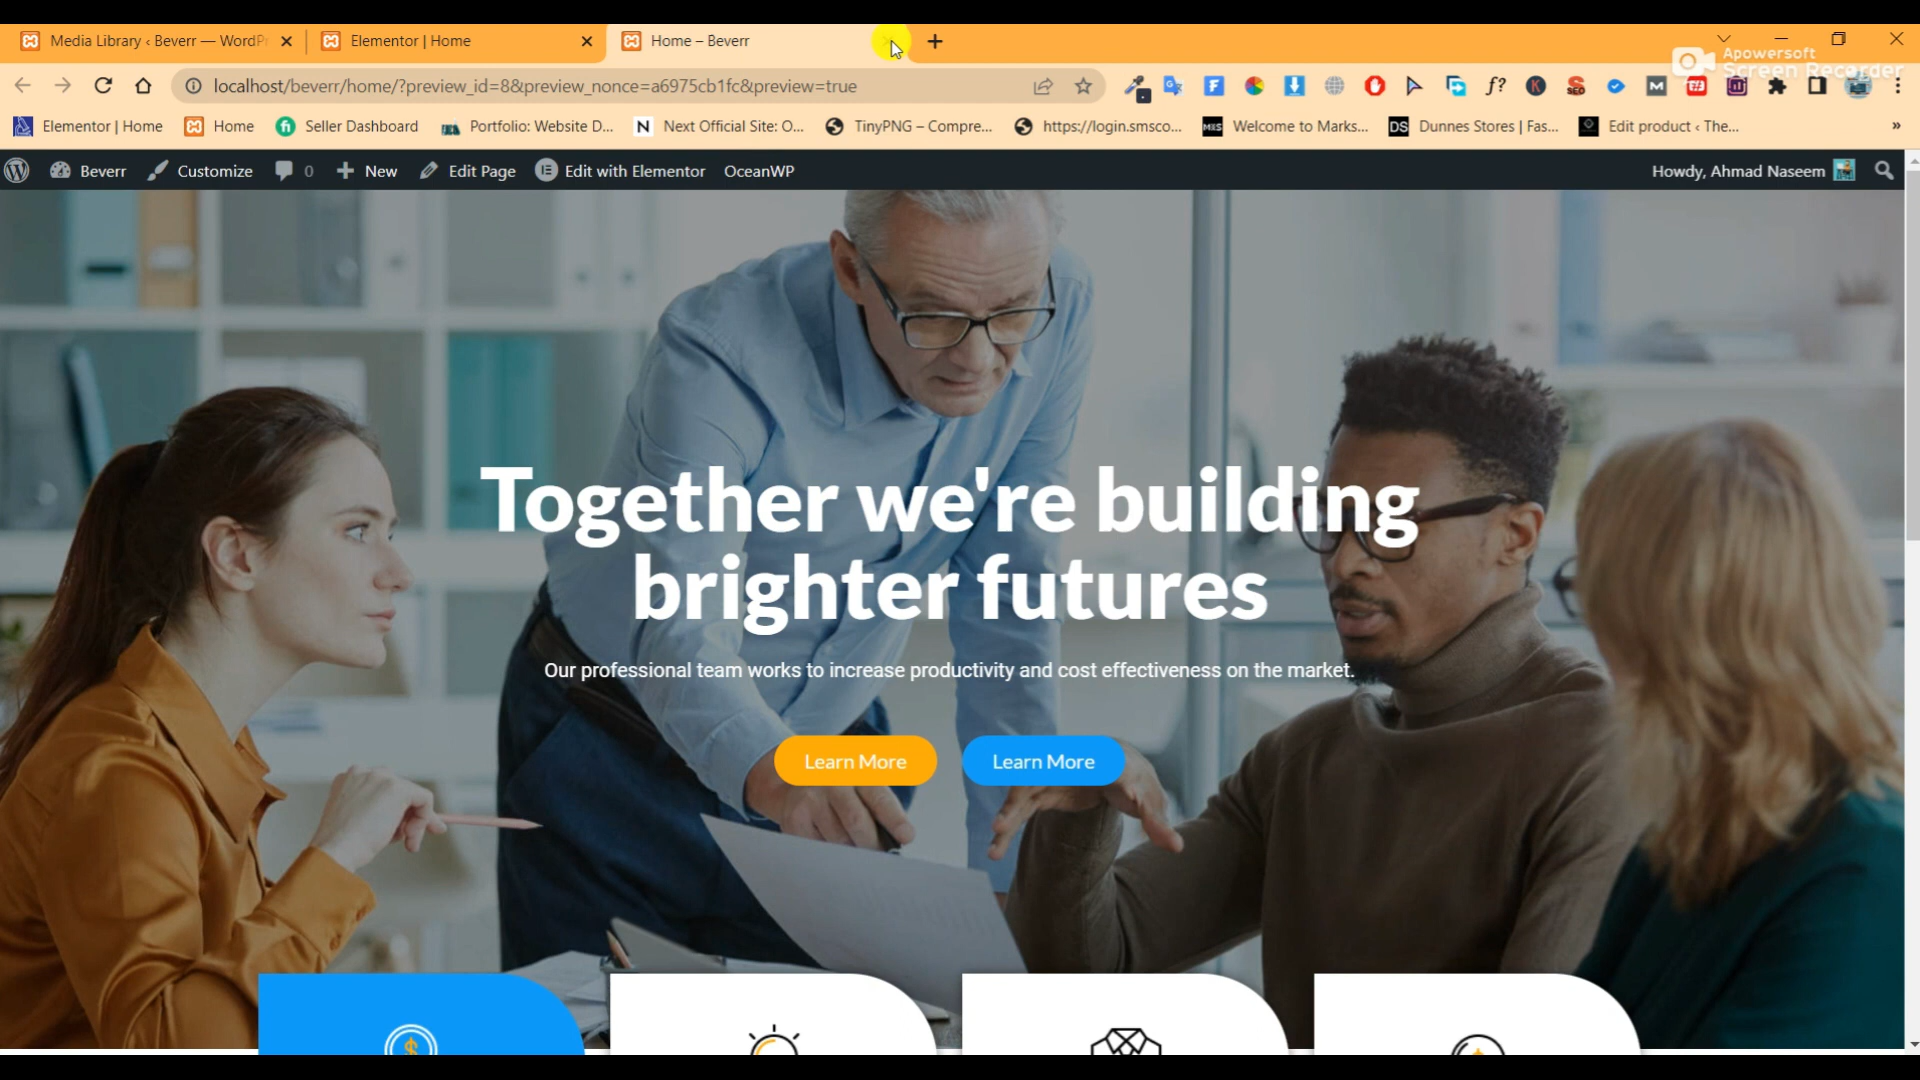 Media Library ‹ Beverr — WordPr
Elementor | Home
Home – Beverr
Apowersoft
Screen Recorder
localhost/beverr/home/?preview_id=8&preview_nonce=a6975cb1fc&preview=true
Elementor | Home
Home
Seller Dashboard
Portfolio: Website D...
Next Official Site: O...
TinyPNG – Compre...
https://login.smsco...
Welcome to Marks...
Dunnes Stores | Fas...
Edit product ‹ The...
Beverr
Customize
0
New
Edit Page
Edit with Elementor
OceanWP
Howdy, Ahmad Naseem
Together we're building
brighter futures
Our professional team works to increase productivity and cost effectiveness on the market.
Learn More
Learn More